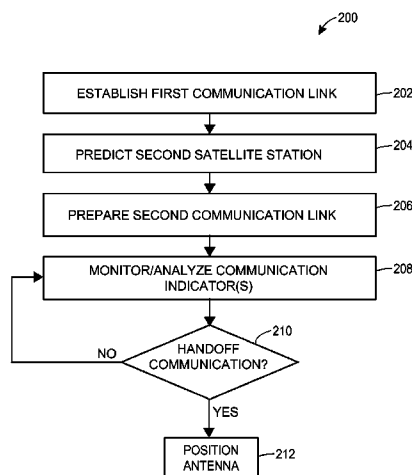 200
ESTABLISH FIRST COMMUNICATION LINK
202
PREDICT SECOND SATELLITE STATION
204
PREPARE SECOND COMMUNICATION LINK
206
MONITOR/ANALYZE COMMUNICATION
INDICATOR(S)
208
210
HANDOFF
COMMUNICATION?
NO
YES
POSITION
ANTENNA
212